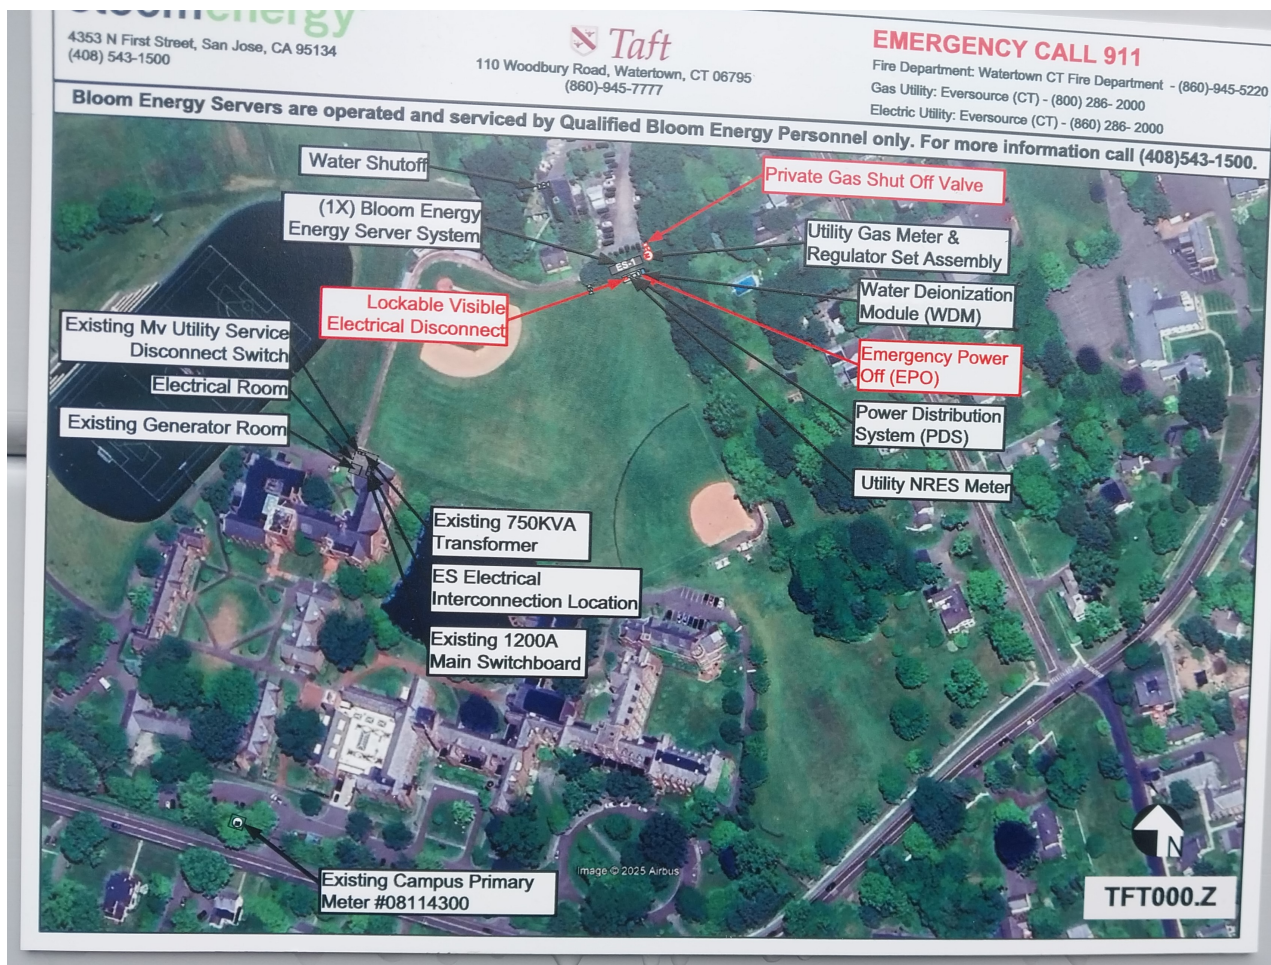 bloomenergy
4353 N First Street, San Jose, CA 95134
(408) 543-1500
Taft
110 Woodbury Road, Watertown, CT 06795
(860)-945-7777
EMERGENCY CALL 911
Fire Department: Watertown CT Fire Department - (860)-945-5220
Gas Utility: Eversource (CT) - (800) 286- 2000
Electric Utility: Eversource (CT) - (860) 286- 2000
Bloom Energy Servers are operated and serviced by Qualified Bloom Energy Personnel only. For more information call (408)543-1500.
Water Shutoff
(1X) Bloom Energy
Energy Server System
Lockable Visible
Electrical Disconnect
Existing Mv Utility Service
Disconnect Switch
Electrical Room
Existing Generator Room
ES-1
Private Gas Shut Off Valve
Utility Gas Meter &
Regulator Set Assembly
Water Deionization
Module (WDM)
Emergency Power
Off (EPO)
Power Distribution
System (PDS)
Utility NRES Meter
Existing 750KVA
Transformer
ES Electrical
Interconnection Location
Existing 1200A
Main Switchboard
Existing Campus Primary
Meter #08114300
Image © 2025 Airbus
N
TFT000.Z